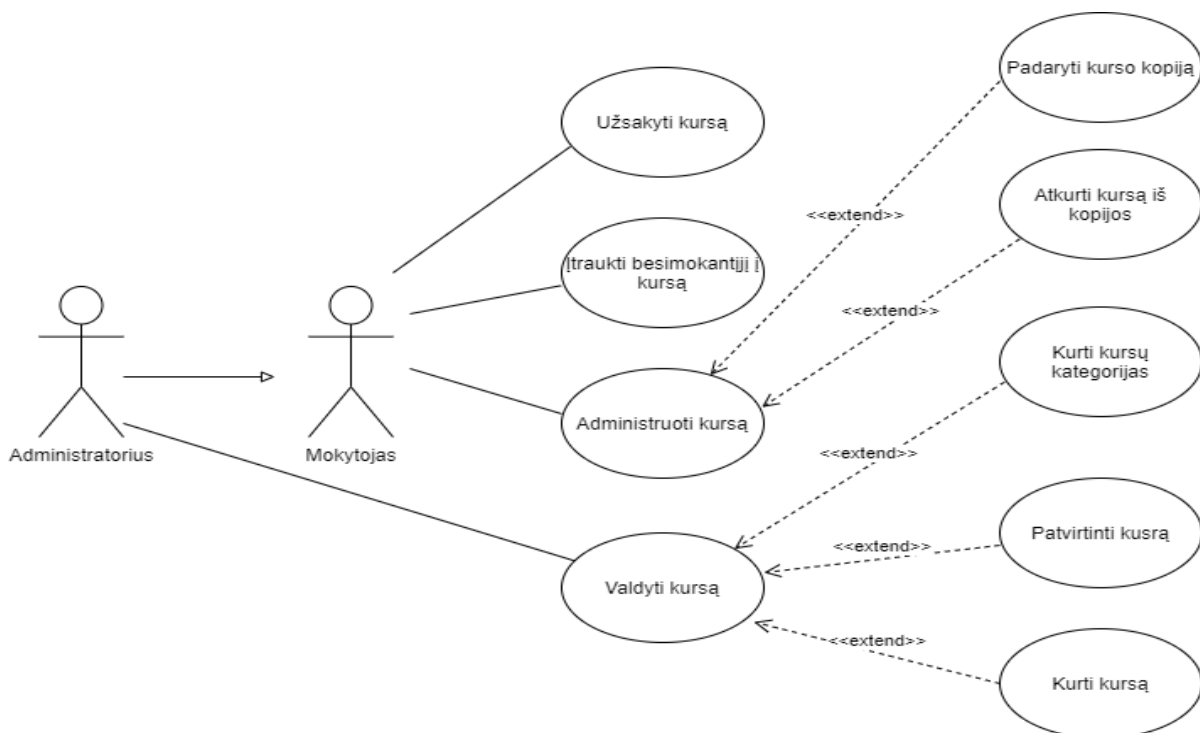 Padaryti kurso kopiją
Užsakyti kursą
Atkurti kursą iš
kopijos
<<extend>>
Įtraukti besimokantįjį į
kursą
<<extend>>
Kurti kursų
kategorijas
Administruoti kursą
Administratorius
Mokytojas
<<extend>>
Patvirtinti kusrą
<<extend>>
Valdyti kursą
<<extend>>
Kurti kursą